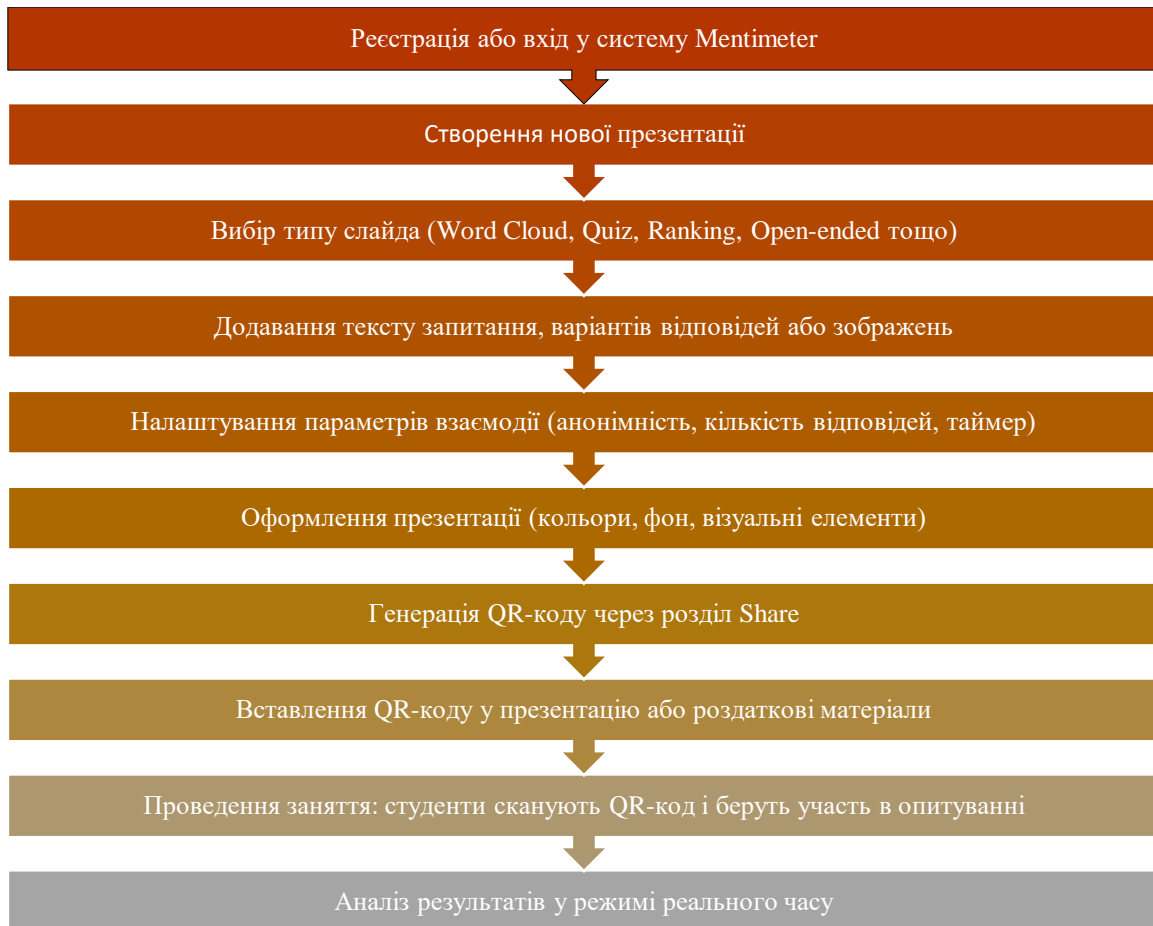 Реєстрація або вхід у систему Mentimeter
Створення нової презентації
Вибір типу слайда (Word Cloud, Quiz, Ranking, Open-ended тощо)
Додавання тексту запитання, варіантів відповідей або зображень
Налаштування параметрів взаємодії (анонімність, кількість відповідей, таймер)
Оформлення презентації (кольори, фон, візуальні елементи)
Генерація QR-коду через розділ Share
Вставлення QR-коду у презентацію або роздаткові матеріали
Проведення заняття: студенти сканують QR-код і беруть участь в опитуванні
Аналіз результатів у режимі реального часу